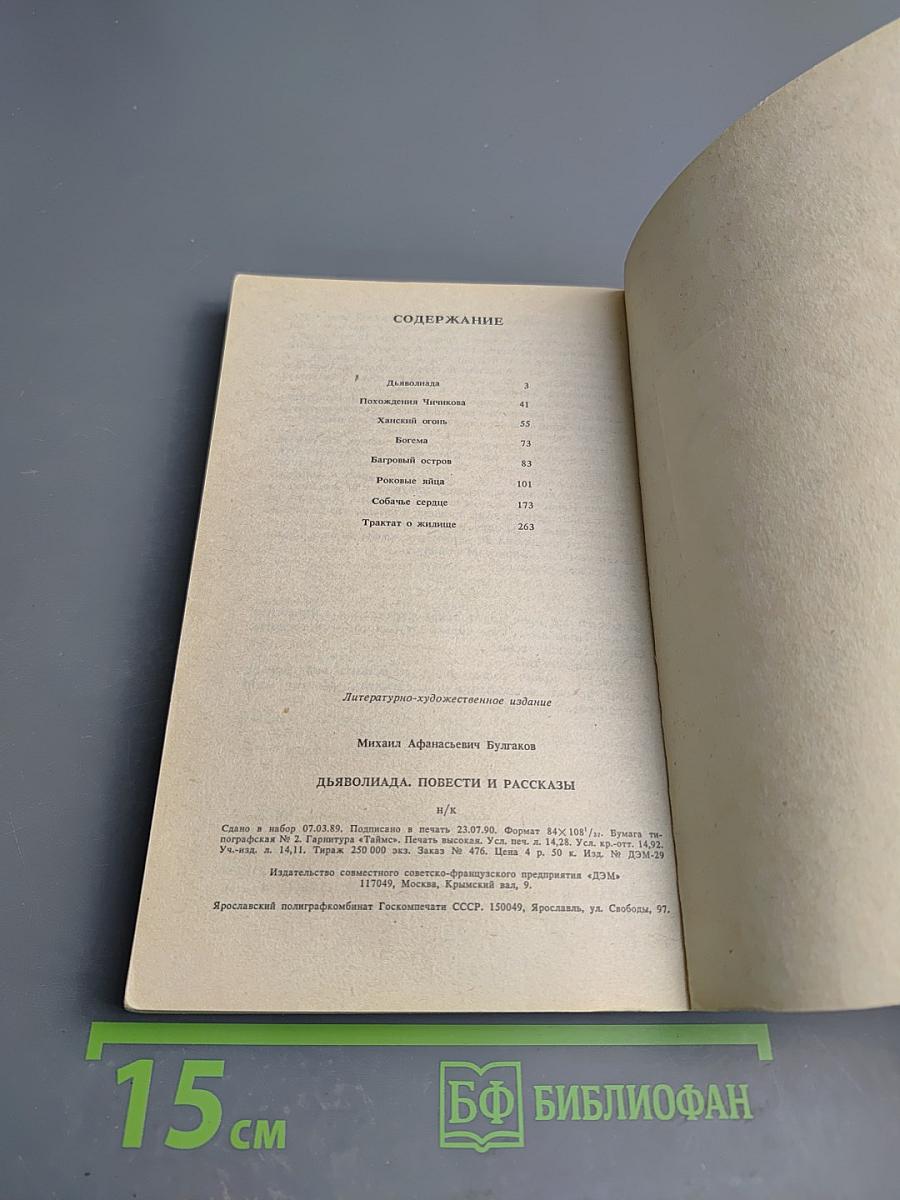 СОДЕРЖАНИЕ
Дьяволиада 3
Похождения Чичикова 41
Ханский огонь 55
Богема 73
Багровый остров 83
Роковые яйца 101
Собачье сердце 173
Трактат о жилище 263
Литературно-художественное издание
Михаил Афанасьевич Булгаков
ДЬЯВОЛИАДА. ПОВЕСТИ И РАССКАЗЫ
н/к
Сдано в набор 07.03.89. Подписано в печать 23.07.90. Формат 84×108¹/₃₂. Бумага ти-
пографская № 2. Гарнитура «Таймс». Печать высокая. Усл. печ. л. 14,28. Усл. кр.-отт. 14,92.
Уч.-изд. л. 14,11. Тираж 250 000 экз. Заказ № 476. Цена 4 р. 50 к. Изд. № ДЭМ-29
Издательство совместного советско-французского предприятия «ДЭМ»
117049, Москва, Крымский вал, 9.
Ярославский полиграфкомбинат Госкомпечати СССР. 150049, Ярославль, ул. Свободы, 97.
15 см
БФ БИБЛИОФАН